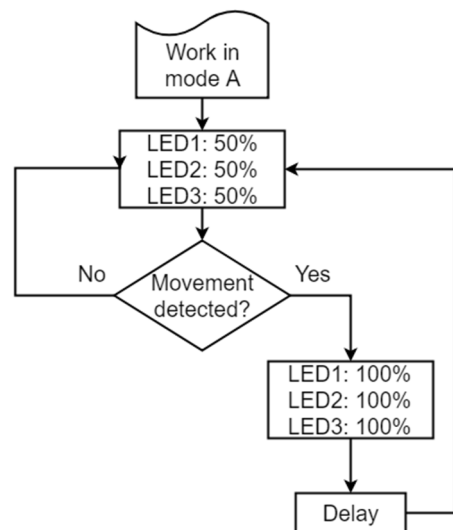 Work in
mode A
LED1: 50%
LED2: 50%
LED3: 50%
No
Movement
detected?
Yes
LED1: 100%
LED2: 100%
LED3: 100%
Delay